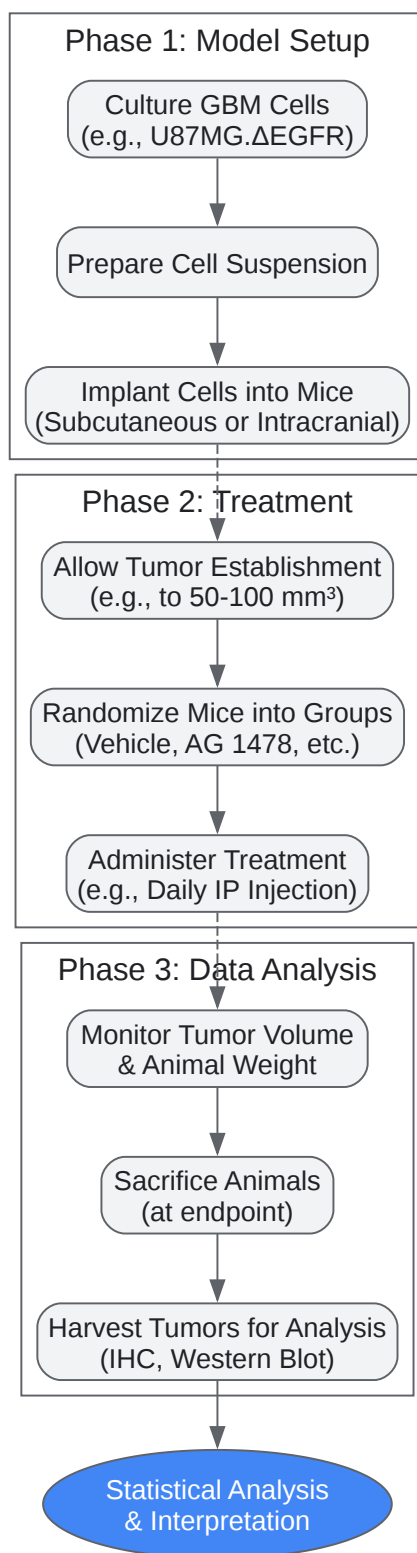 Phase 1: Model Setup
Culture GBM Cells
(e.g., U87MG.ΔEGFR)
Prepare Cell Suspension
Implant Cells into Mice
(Subcutaneous or Intracranial)
Phase 2: Treatment
Allow Tumor Establishment
(e.g., to 50-100 mm³)
Randomize Mice into Groups
(Vehicle, AG 1478, etc.)
Administer Treatment
(e.g., Daily IP Injection)
Phase 3: Data Analysis
Monitor Tumor Volume
& Animal Weight
Sacrifice Animals
(at endpoint)
Harvest Tumors for Analysis
(IHC, Western Blot)
Statistical Analysis
& Interpretation